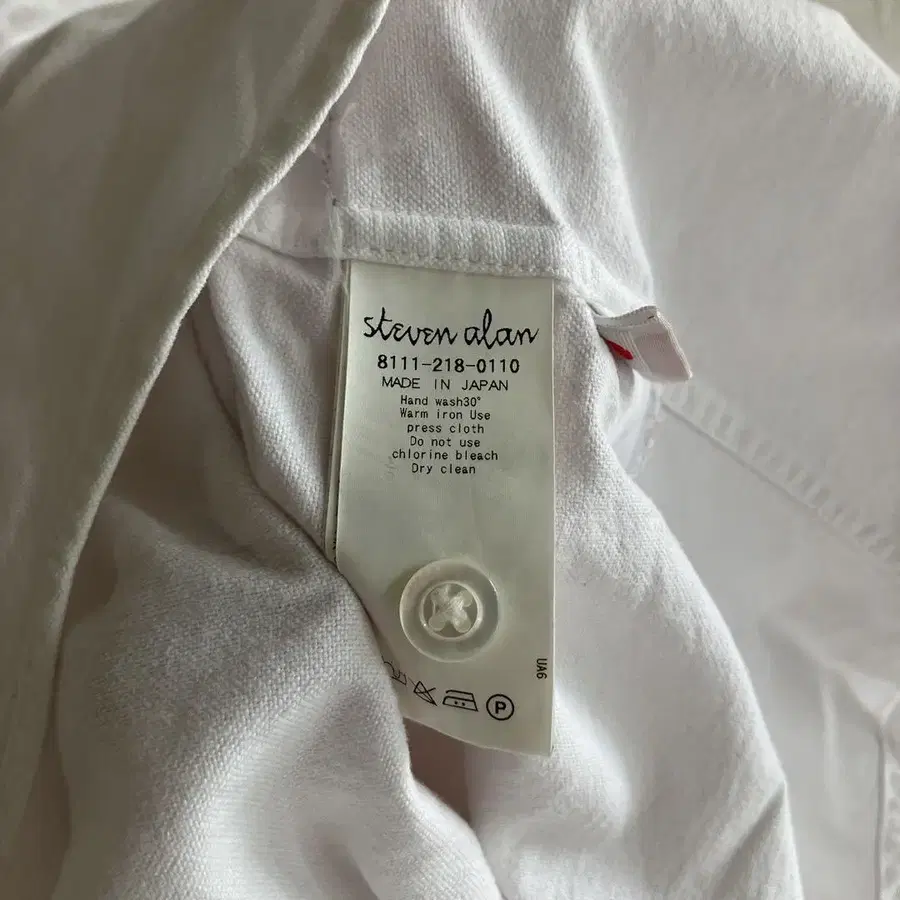 steven alan
8111-218-0110
MADE IN JAPAN
Hand wash30°
Warm iron Use
press cloth
Do not use
chlorine bleach
Dry clean
UA6
P